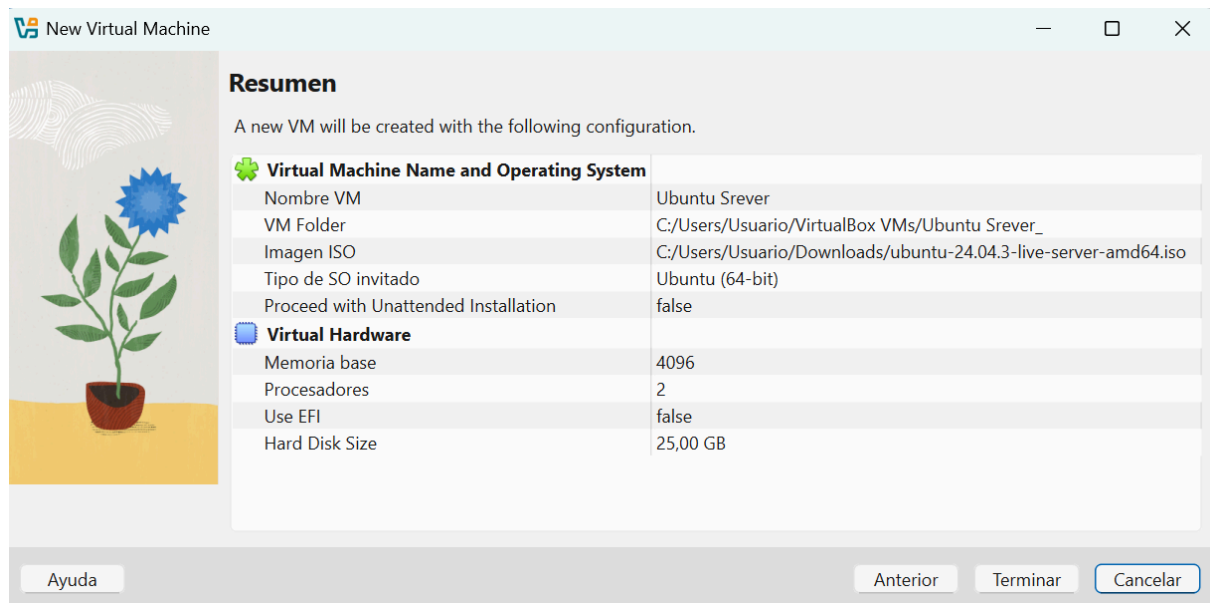 New Virtual Machine
Resumen
A new VM will be created with the following configuration.
Virtual Machine Name and Operating System
Nombre VM Ubuntu Srever
VM Folder C:/Users/Usuario/VirtualBox VMs/Ubuntu Srever_
Imagen ISO C:/Users/Usuario/Downloads/ubuntu-24.04.3-live-server-amd64.iso
Tipo de SO invitado Ubuntu (64-bit)
Proceed with Unattended Installation false
Virtual Hardware
Memoria base 4096
Procesadores 2
Use EFI false
Hard Disk Size 25,00 GB
Ayuda Anterior Terminar Cancelar